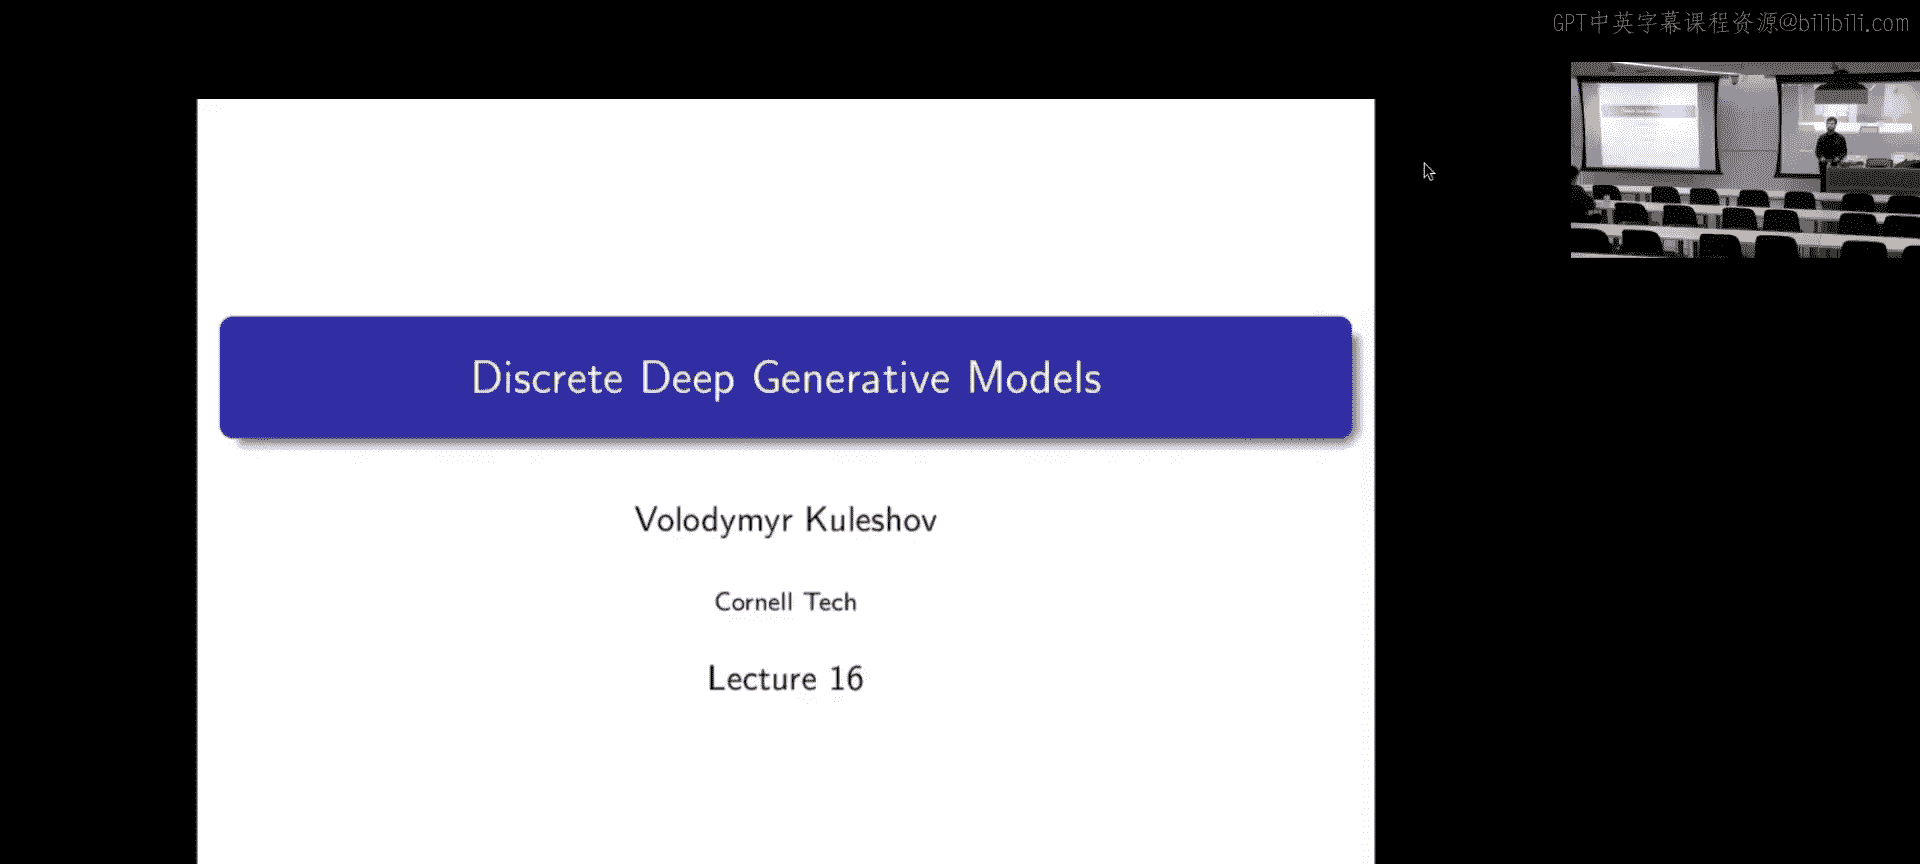 GPT中英字幕课程资源@bilibili.com
Discrete Deep Generative Models
Volodymyr Kuleshov
Cornell Tech
Lecture 16